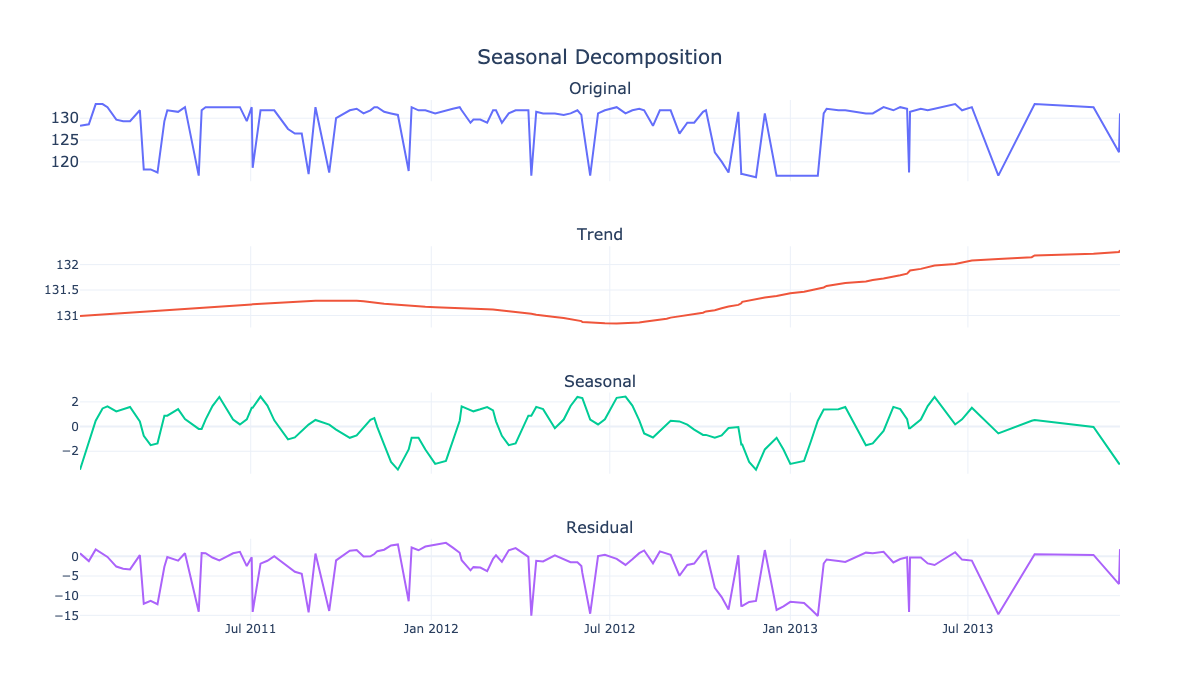 Seasonal Decomposition
Original
130
125
120
Trend
132
131.5
131
Seasonal
2
0
−2
Residual
0
−5
−10
−15
Jul 2011 Jan 2012 Jul 2012 Jan 2013 Jul 2013